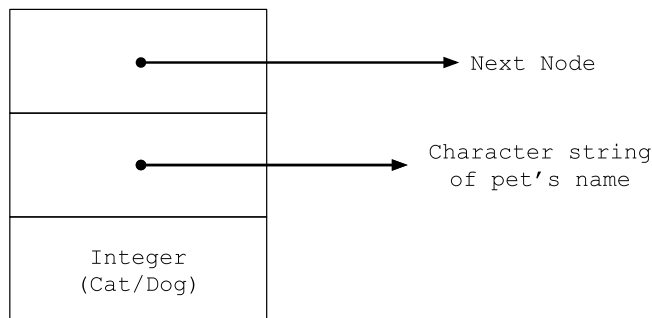 Next Node
Character string
of pet's name
Integer
(Cat/Dog)